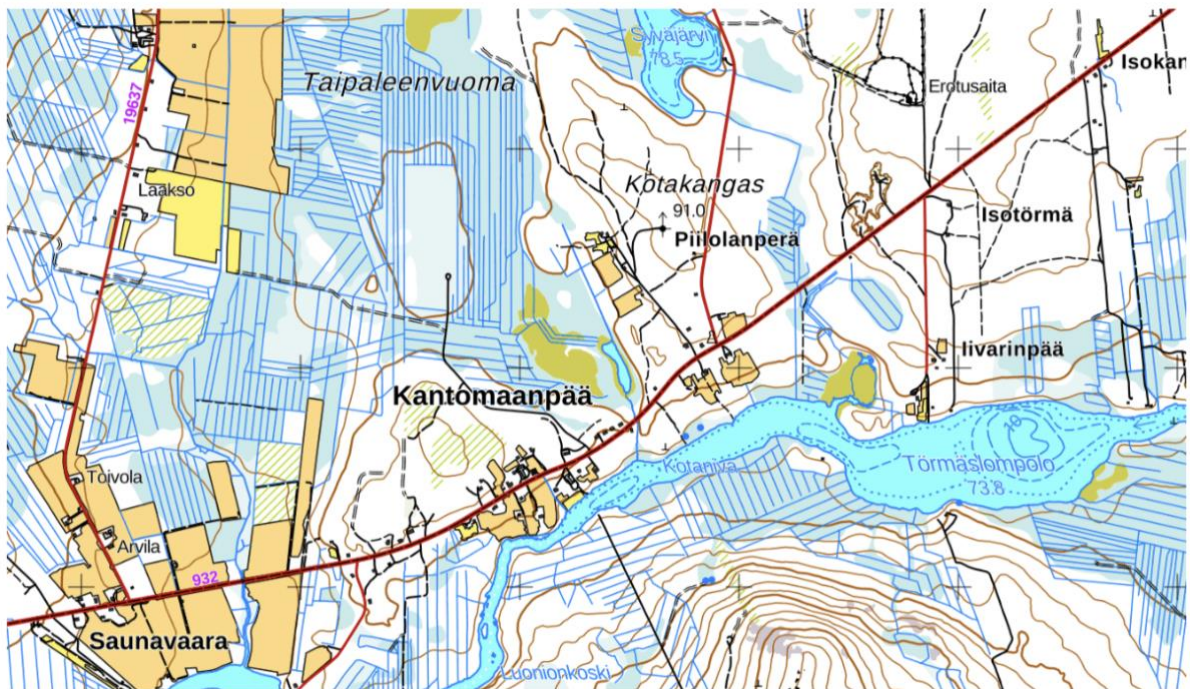 Syväjärvi
78.5
Isokan
Taipaleenvuoma
Erotusaita
19637
Laakso
Kotakangas
91.0
Piilolanperä
Isotörmä
Iivarinpää
Kantomaanpää
Kotaniva
Törmäslompolo
73.8
10
Toivola
Arvila
932
Saunavaara
Luonionkoski